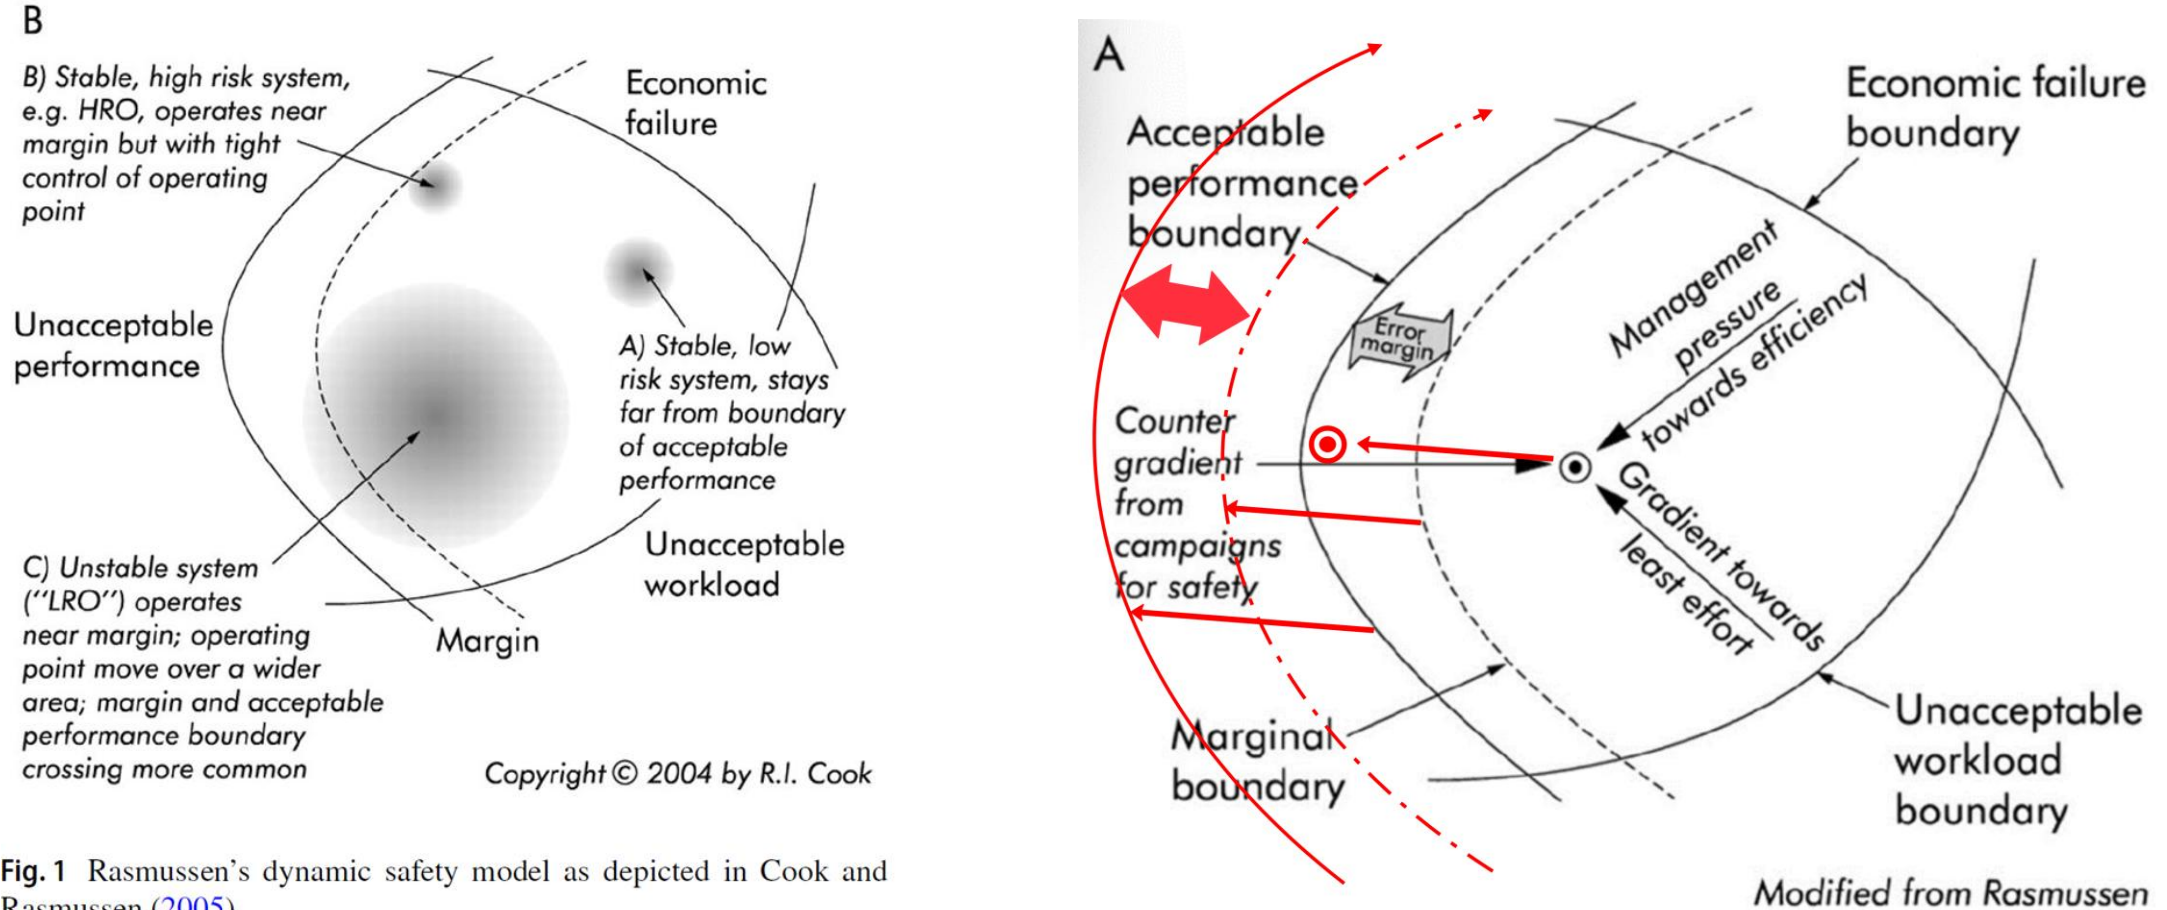 B
B) Stable, high risk system,
e.g. HRO, operates near
margin but with tight
control of operating
point
Economic
failure
Unacceptable
performance
A) Stable, low
risk system, stays
far from boundary
of acceptable
performance
Unacceptable
workload
C) Unstable system
(“LRO”) operates
near margin; operating
point move over a wider
area; margin and acceptable
performance boundary
crossing more common
Margin
Copyright © 2004 by R.I. Cook
Fig. 1 Rasmussen’s dynamic safety model as depicted in Cook and
Rasmussen (2005)
A
Acceptable
performance
boundary
Economic failure
boundary
Error
margin
Management
pressure
towards efficiency
Counter
gradient
from
campaigns
for safety
Gradient towards
least effort
Marginal
boundary
Unacceptable
workload
boundary
Modified from Rasmussen